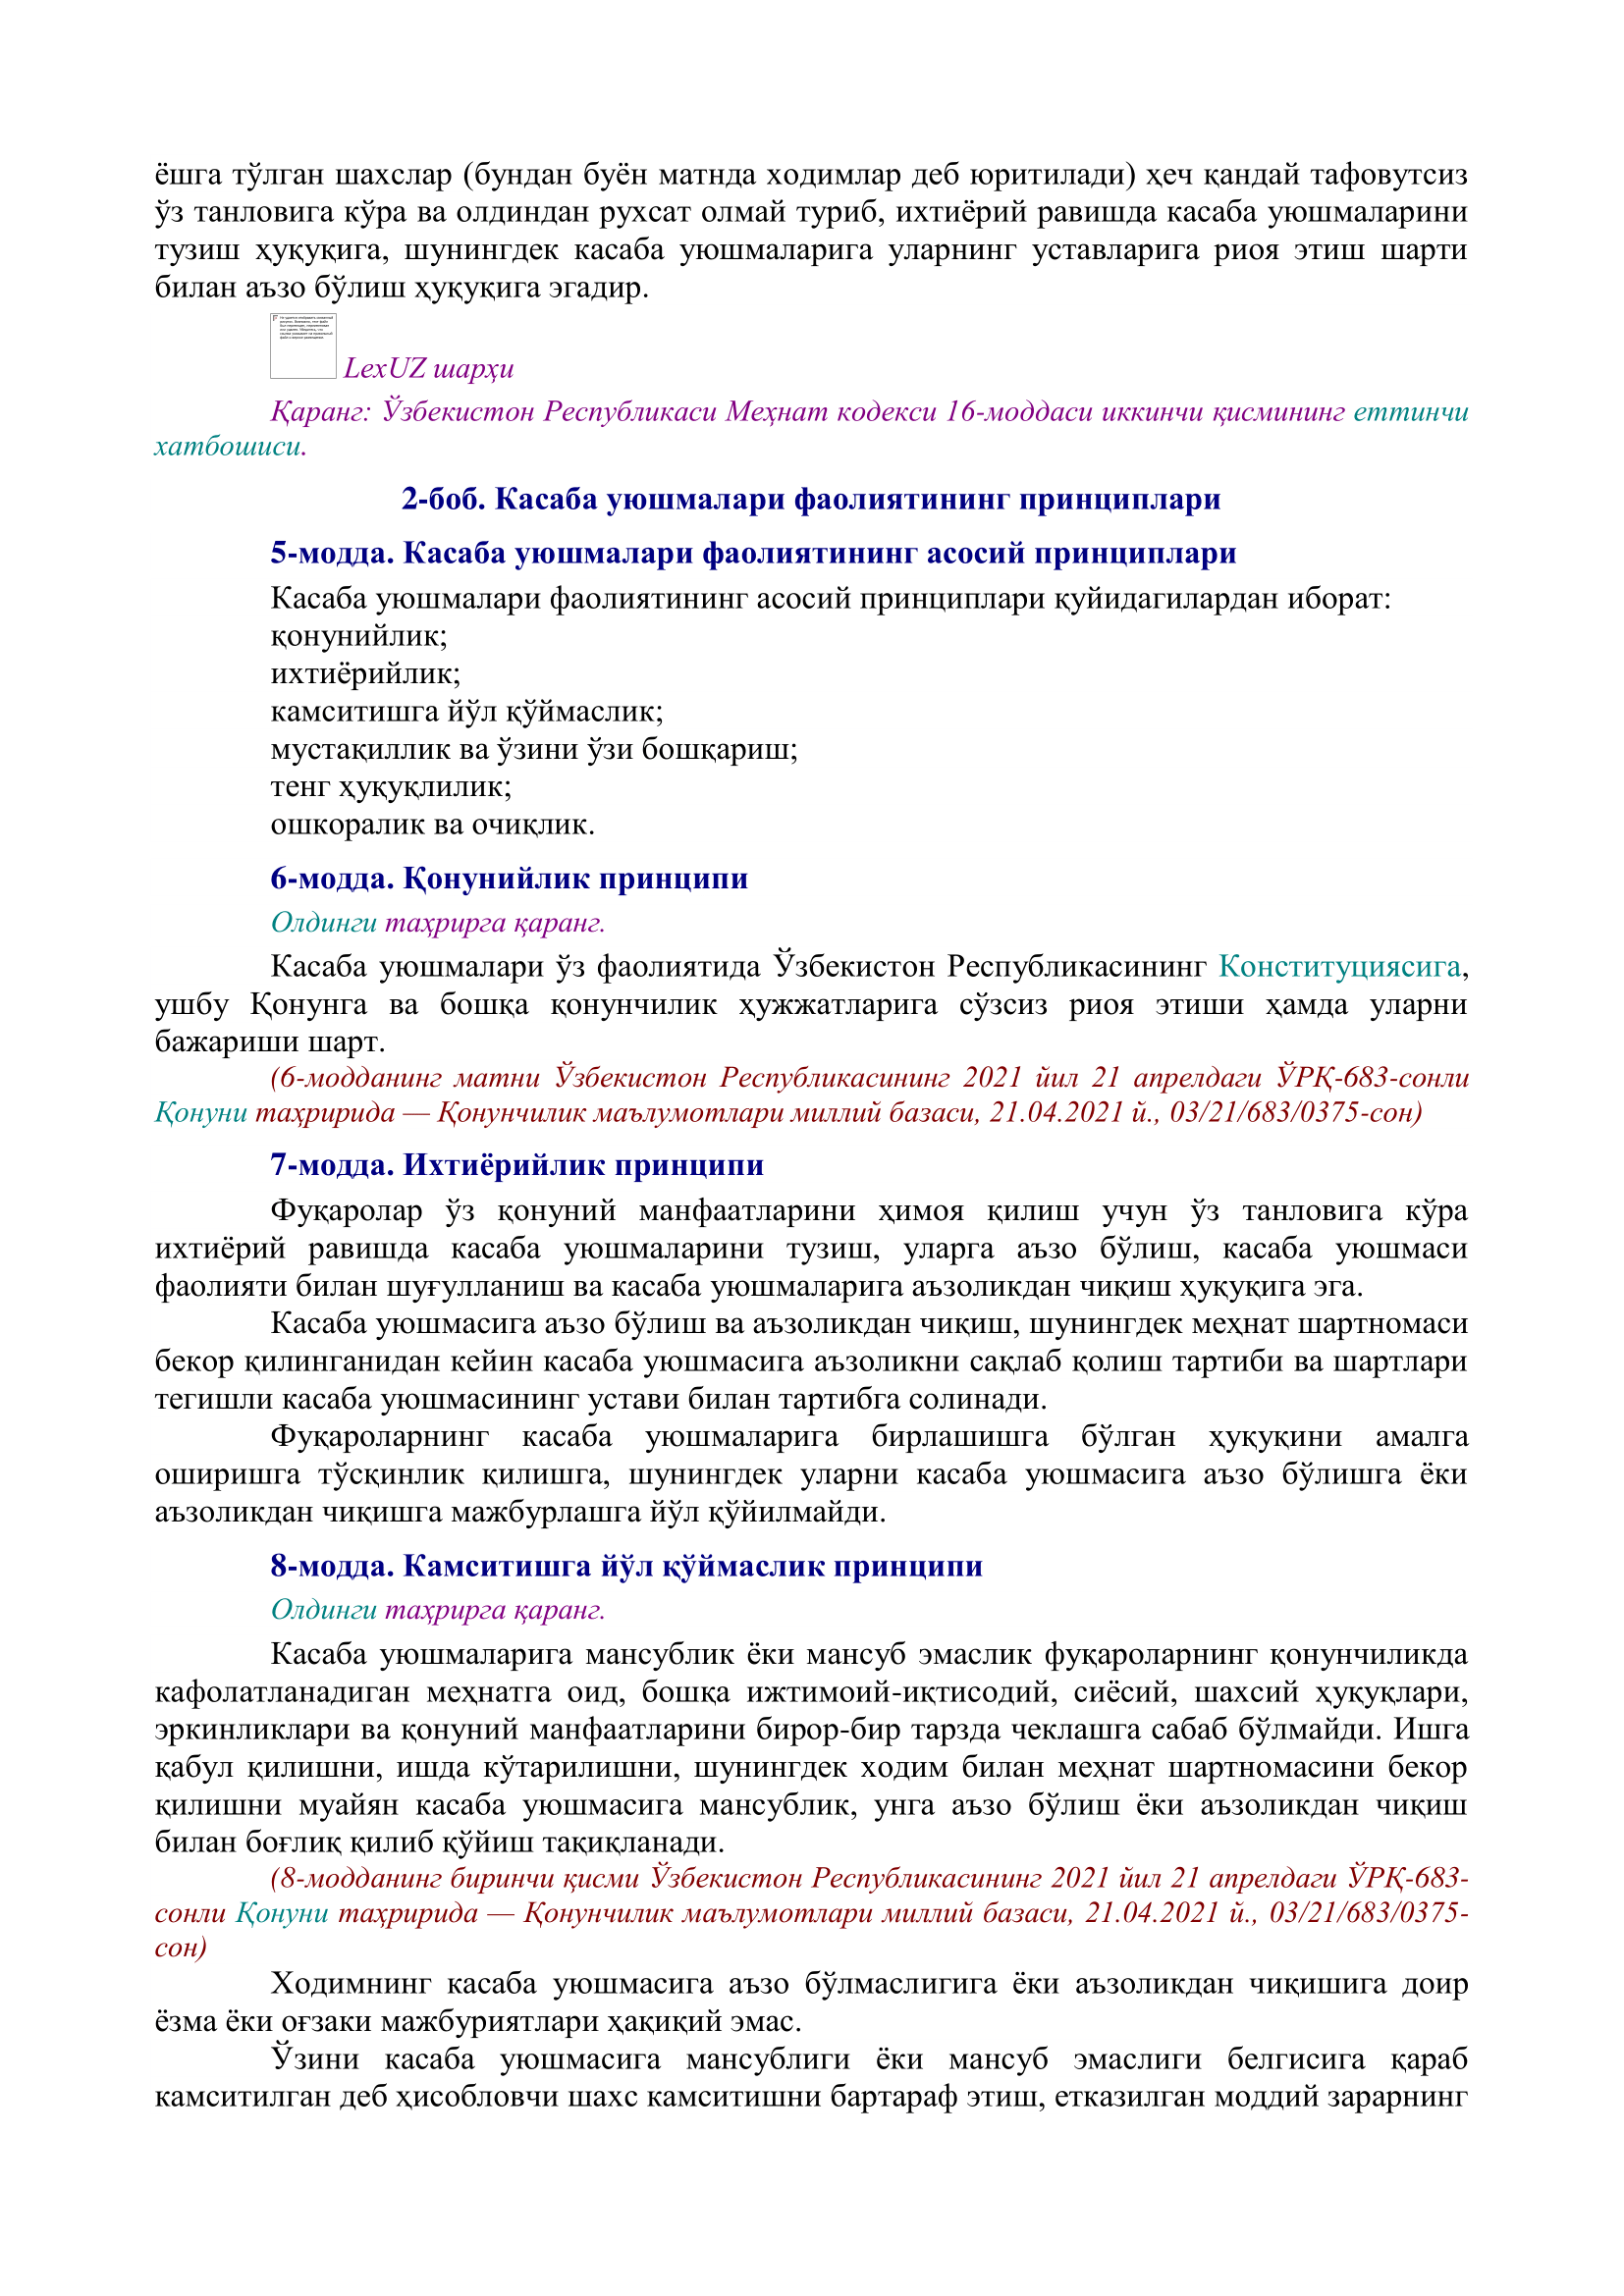 ёшга тўлган шахслар (бундан буён матнда ходимлар деб юритилади) ҳеч қандай тафовутсиз
ўз танловига кўра ва олдиндан рухсат олмай туриб, ихтиёрий равишда касаба уюшмаларини
тузиш ҳуқуқига, шунингдек касаба уюшмаларига уларнинг уставларига риоя этиш шарти
билан аъзо бўлиш ҳуқуқига эгадир.
LexUZ шарҳи
Қаранг: Ўзбекистон Республикаси Меҳнат кодекси 16-моддаси иккинчи қисмининг еттинчи
хатбошиси.
2-боб. Касаба уюшмалари фаолиятининг принциплари
5-модда. Касаба уюшмалари фаолиятининг асосий принциплари
Касаба уюшмалари фаолиятининг асосий принциплари қуйидагилардан иборат:
қонунийлик;
ихтиёрийлик;
камситишга йўл қўймаслик;
мустақиллик ва ўзини ўзи бошқариш;
тенг ҳуқуқлилик;
ошкоралик ва очиқлик.
6-модда. Қонунийлик принципи
Олдинги таҳрирга қаранг.
Касаба уюшмалари ўз фаолиятида Ўзбекистон Республикасининг Конституциясига,
ушбу Қонунга ва бошқа қонунчилик ҳужжатларига сўзсиз риоя этиши ҳамда уларни
бажариши шарт.
(6-модданинг матни Ўзбекистон Республикасининг 2021 йил 21 апрелдаги ЎРҚ-683-сонли
Қонуни таҳририда — Қонунчилик маълумотлари миллий базаси, 21.04.2021 й., 03/21/683/0375-сон)
7-модда. Ихтиёрийлик принципи
Фуқаролар ўз қонуний манфаатларини ҳимоя қилиш учун ўз танловига кўра
ихтиёрий равишда касаба уюшмаларини тузиш, уларга аъзо бўлиш, касаба уюшмаси
фаолияти билан шуғулланиш ва касаба уюшмаларига аъзоликдан чиқиш ҳуқуқига эга.
Касаба уюшмасига аъзо бўлиш ва аъзоликдан чиқиш, шунингдек меҳнат шартномаси
бекор қилинганидан кейин касаба уюшмасига аъзоликни сақлаб қолиш тартиби ва шартлари
тегишли касаба уюшмасининг устави билан тартибга солинади.
Фуқароларнинг касаба уюшмаларига бирлашишга бўлган ҳуқуқини амалга
оширишга тўсқинлик қилишга, шунингдек уларни касаба уюшмасига аъзо бўлишга ёки
аъзоликдан чиқишга мажбурлашга йўл қўйилмайди.
8-модда. Камситишга йўл қўймаслик принципи
Олдинги таҳрирга қаранг.
Касаба уюшмаларига мансублик ёки мансуб эмаслик фуқароларнинг қонунчиликда
кафолатланадиган меҳнатга оид, бошқа ижтимоий-иқтисодий, сиёсий, шахсий ҳуқуқлари,
эркинликлари ва қонуний манфаатларини бирор-бир тарзда чеклашга сабаб бўлмайди. Ишга
қабул қилишни, ишда кўтарилишни, шунингдек ходим билан меҳнат шартномасини бекор
қилишни муайян касаба уюшмасига мансублик, унга аъзо бўлиш ёки аъзоликдан чиқиш
билан боғлиқ қилиб қўйиш тақиқланади.
(8-модданинг биринчи қисми Ўзбекистон Республикасининг 2021 йил 21 апрелдаги ЎРҚ-683-
сонли Қонуни таҳририда — Қонунчилик маълумотлари миллий базаси, 21.04.2021 й., 03/21/683/0375-
сон)
Ходимнинг касаба уюшмасига аъзо бўлмаслигига ёки аъзоликдан чиқишига доир
ёзма ёки оғзаки мажбуриятлари ҳақиқий эмас.
Ўзини касаба уюшмасига мансублиги ёки мансуб эмаслиги белгисига қараб
камситилган деб ҳисобловчи шахс камситишни бартараф этиш, етказилган моддий зарарнинг